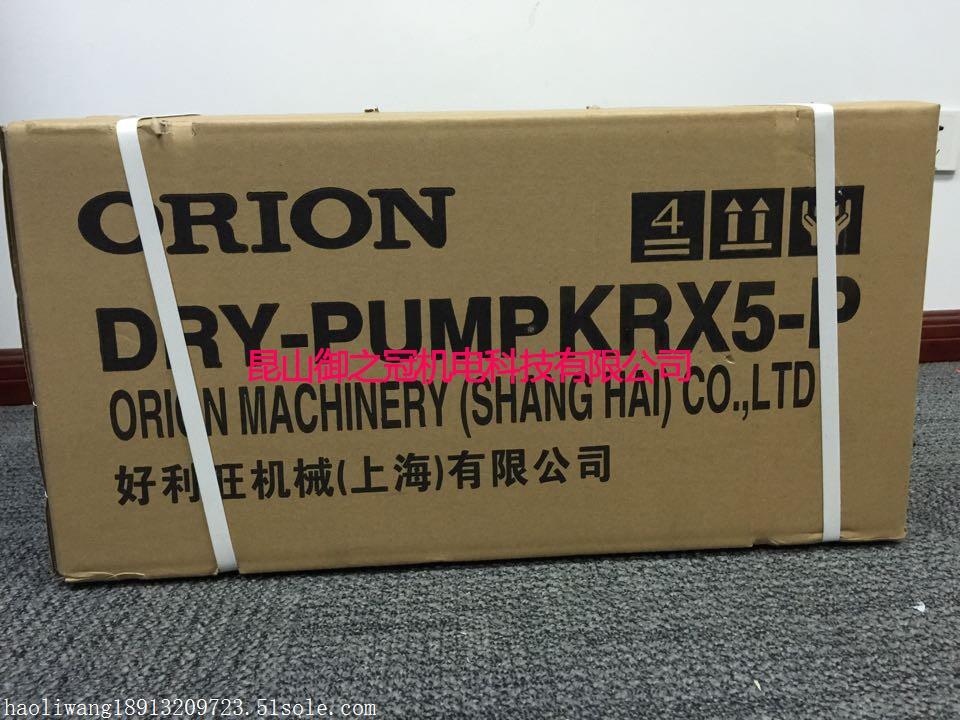 ORION
4
DRY-PUMP KRX5-P
昆山御之冠机电科技有限公司
ORION MACHINERY (SHANG HAI) CO.,LTD
好利旺机械(上海)有限公司
haoliwang18913209723.51sole.com